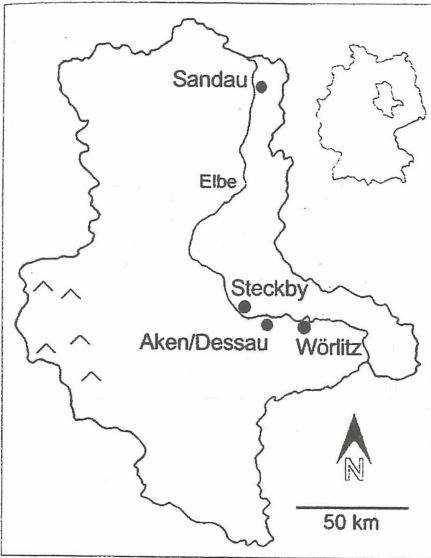 Sandau
Elbe
Steckby
Aken/Dessau
Wörlitz
N
50 km